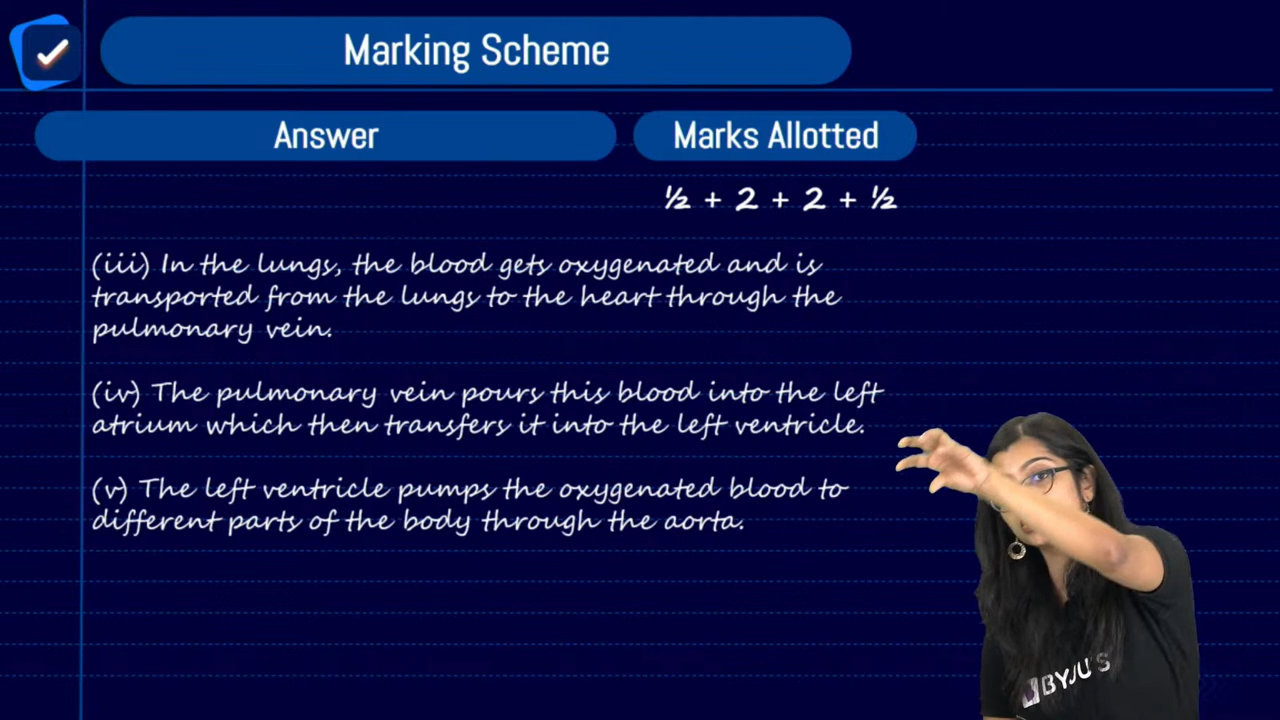 Marking Scheme
Answer
Marks Allotted
½ + 2 + 2 + ½
(iii) In the lungs, the blood gets oxygenated and is
transported from the lungs to the heart through the
pulmonary vein.
(iv) The pulmonary vein pours this blood into the left
atrium which then transfers it into the left ventricle.
(v) The left ventricle pumps the oxygenated blood to
different parts of the body through the aorta.
BYJU'S